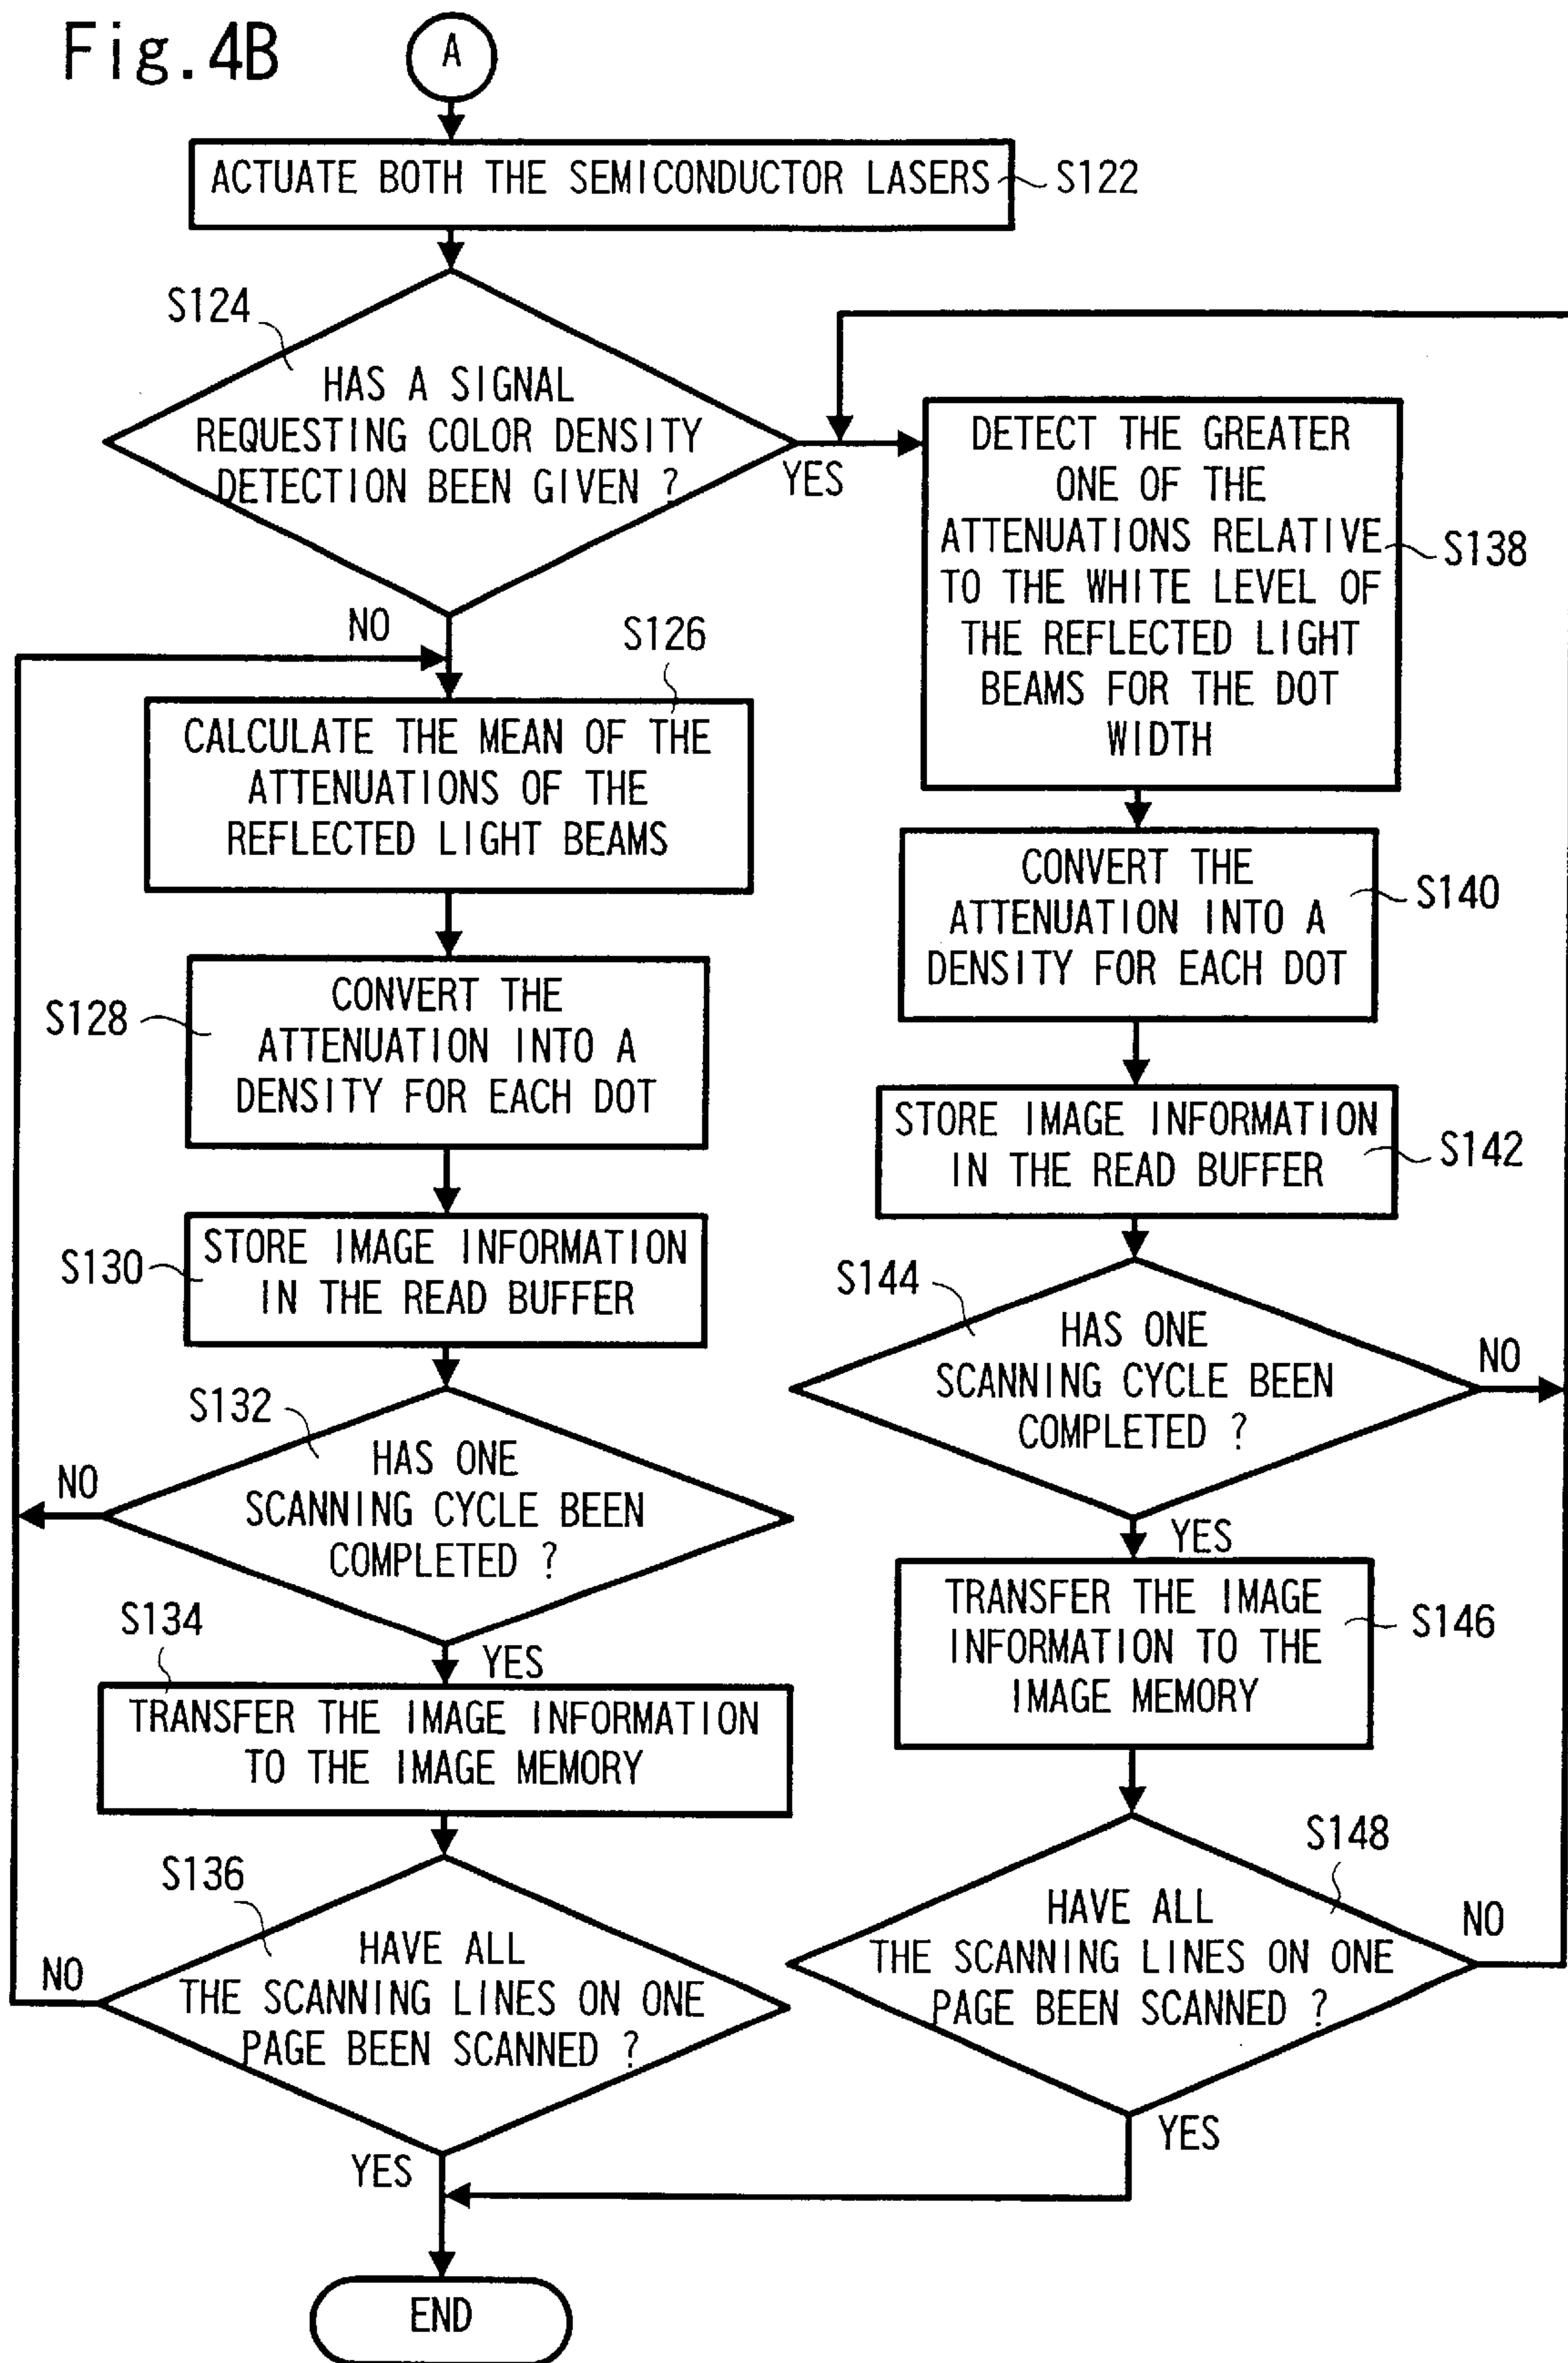 Fig.4B
A
ACTUATE BOTH THE SEMICONDUCTOR LASERS
S122
S124
HAS A SIGNAL
REQUESTING COLOR DENSITY
DETECTION BEEN GIVEN ?
YES
NO
DETECT THE GREATER
ONE OF THE
ATTENUATIONS RELATIVE
TO THE WHITE LEVEL OF
THE REFLECTED LIGHT
BEAMS FOR THE DOT
WIDTH
S138
S126
CALCULATE THE MEAN OF THE
ATTENUATIONS OF THE
REFLECTED LIGHT BEAMS
CONVERT THE
ATTENUATION INTO A
DENSITY FOR EACH DOT
S140
S128
CONVERT THE
ATTENUATION INTO A
DENSITY FOR EACH DOT
STORE IMAGE INFORMATION
IN THE READ BUFFER
S142
S130
STORE IMAGE INFORMATION
IN THE READ BUFFER
S144
HAS ONE
SCANNING CYCLE BEEN
COMPLETED ?
NO
YES
S132
HAS ONE
SCANNING CYCLE BEEN
COMPLETED ?
NO
YES
TRANSFER THE IMAGE
INFORMATION TO THE
IMAGE MEMORY
S146
S134
TRANSFER THE IMAGE INFORMATION
TO THE IMAGE MEMORY
S148
HAVE ALL
THE SCANNING LINES ON ONE
PAGE BEEN SCANNED ?
NO
YES
S136
HAVE ALL
THE SCANNING LINES ON ONE
PAGE BEEN SCANNED ?
NO
YES
END